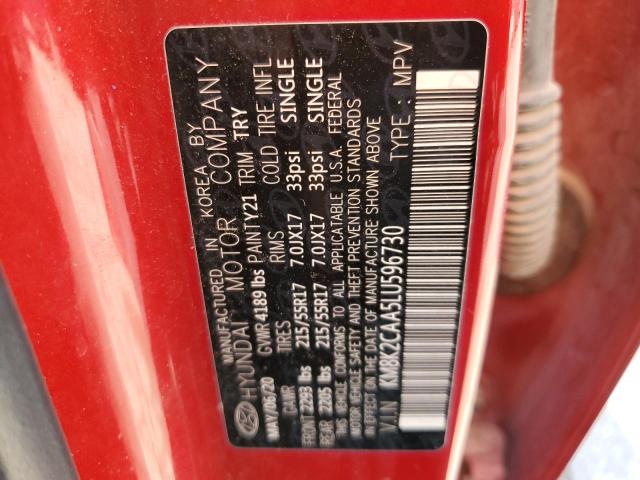 MANUFACTURED IN KOREA BY
HYUNDAI MOTOR COMPANY
MAY/05/20 GVWR 4189 lbs PAINT Y21 TRIM TRY
GAWR TIRES RIMS COLD TIRE INFL
FRONT 2293 lbs 215/55R17 7.0JX17 33psi SINGLE
REAR 2205 lbs 215/55R17 7.0JX17 33psi SINGLE
THIS VEHICLE CONFORMS TO ALL APPLICABLE U.S.A. FEDERAL
MOTOR VEHICLE SAFETY AND THEFT PREVENTION STANDARDS
IN EFFECT ON THE DATE OF MANUFACTURE SHOWN ABOVE
V.I.N : KM8K2CAA5LU596730 TYPE : MPV